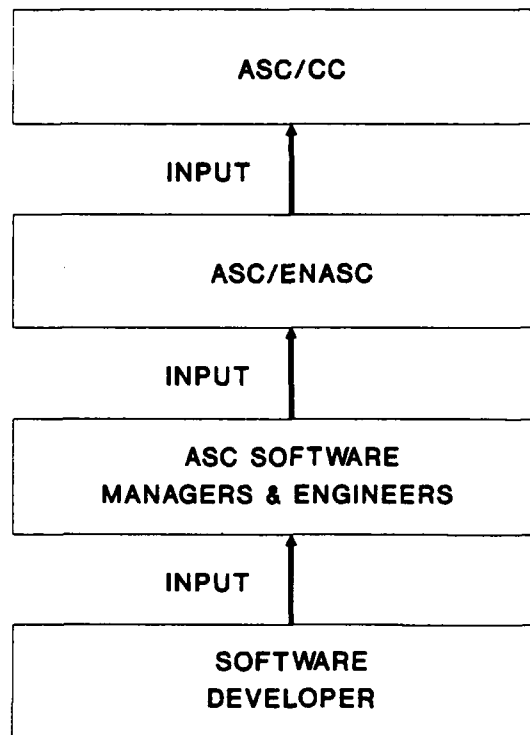 ASC/CC
INPUT
ASC/ENASC
INPUT
ASC SOFTWARE
MANAGERS & ENGINEERS
INPUT
SOFTWARE
DEVELOPER